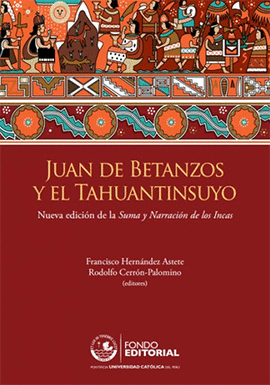 JUAN DE BETANZOS
Y EL TAHUANTINSUYO
Nueva edición de la Suma y Narración de los Incas
Francisco Hernández Astete
Rodolfo Cerrón-Palomino
(editores)
FONDO
EDITORIAL
PONTIFICIA UNIVERSIDAD CATÓLICA DEL PERÚ